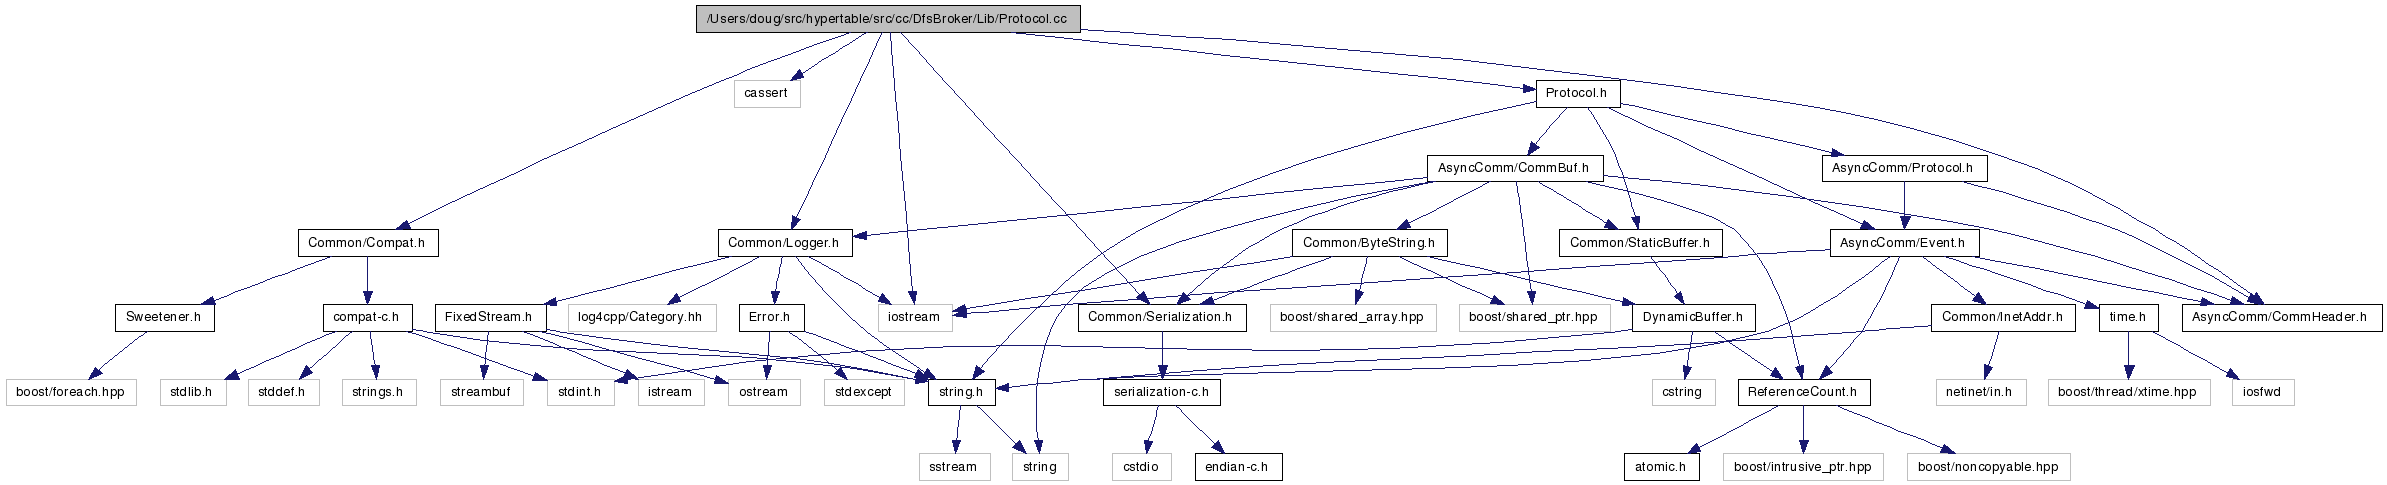 /Users/doug/src/hypertable/src/cc/DfsBroker/Lib/Protocol.cc
cassert
Protocol.h
AsyncComm/CommBuf.h
AsyncComm/Protocol.h
Common/Compat.h
Common/Logger.h
Common/ByteString.h
Common/StaticBuffer.h
AsyncComm/Event.h
Sweetener.h
compat-c.h
FixedStream.h
log4cpp/Category.hh
Error.h
iostream
Common/Serialization.h
boost/shared_array.hpp
boost/shared_ptr.hpp
DynamicBuffer.h
Common/InetAddr.h
time.h
AsyncComm/CommHeader.h
boost/foreach.hpp
stdlib.h
stddef.h
strings.h
streambuf
stdint.h
istream
ostream
stdexcept
string.h
serialization-c.h
cstring
ReferenceCount.h
netinet/in.h
boost/thread/xtime.hpp
iosfwd
sstream
string
cstdio
endian-c.h
atomic.h
boost/intrusive_ptr.hpp
boost/noncopyable.hpp